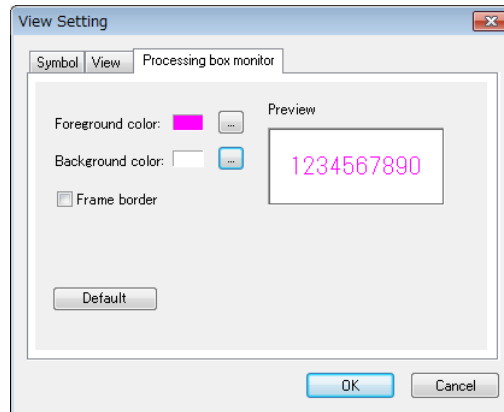 View Setting
Symbol View Processing box monitor
Foreground color: ... Preview
Background color: ... 1234567890
Frame border
Default
OK Cancel